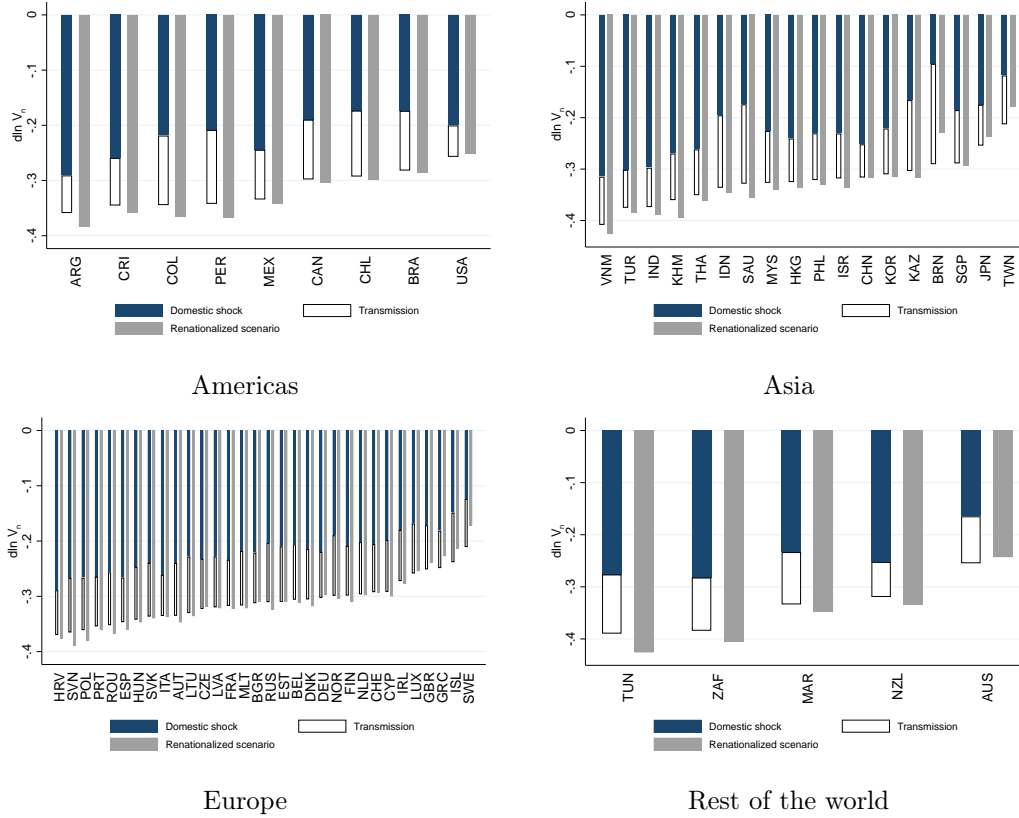 0
-.1
-.2
-.3
-.4
dln V_n
ARG CRI COL PER MEX CAN CHL BRA USA
Domestic shock Transmission
Renationalized scenario
Americas
0
-.1
-.2
-.3
-.4
dln V_n
VNM TUR IND KHM THA IDN SAU MYS HKG PHL ISR CHN KOR KAZ BRN SGP JPN TWN
Domestic shock Transmission
Renationalized scenario
Asia
0
-.1
-.2
-.3
-.4
dln V_n
HRV SVN POL PRT ROU ESP HUN SVK ITA AUT LTU CZE LVA FRA MLT BGR RUS EST BEL DNK DEU NOR FIN NLD CHE CYP IRL LUX GBR GRC ISL SWE
Domestic shock Transmission
Renationalized scenario
Europe
0
-.1
-.2
-.3
-.4
dln V_n
TUN ZAF MAR NZL AUS
Domestic shock Transmission
Renationalized scenario
Rest of the world